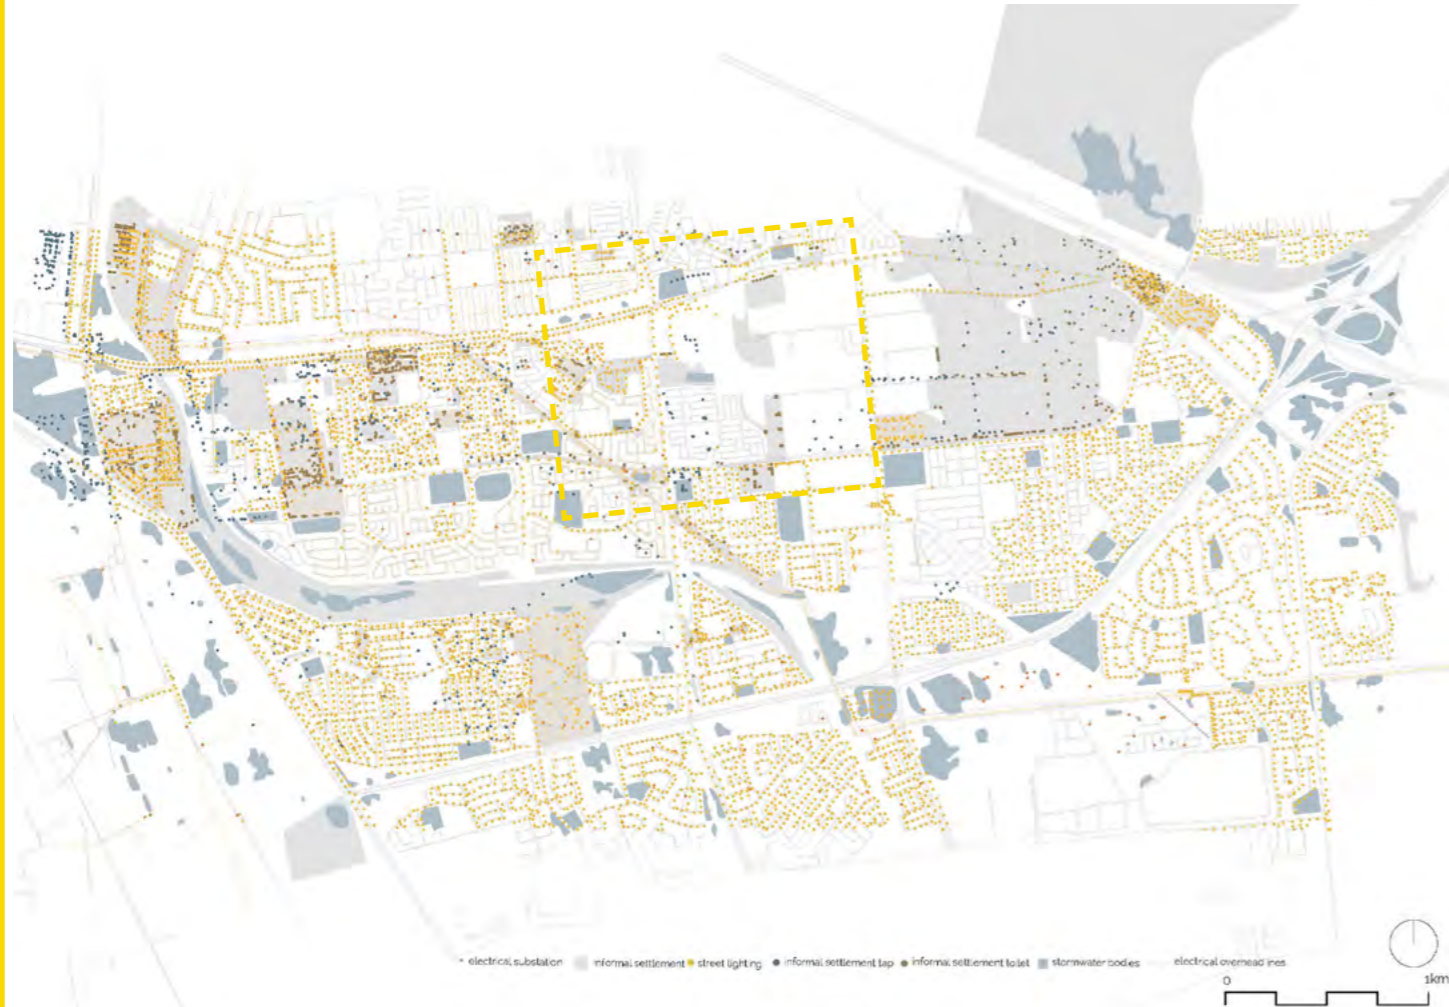 electrical substation informal settlement street lighting informal settlement tap informal settlement toilet stormwater bodies electrical overhead lines
0 1km